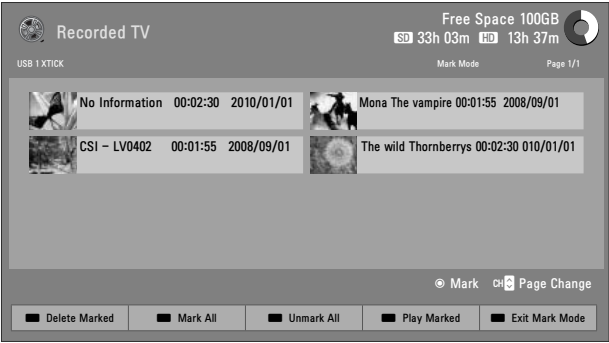 Recorded TV
Free Space 100GB
SD 33h 03m HD 13h 37m
USB 1 XTICK
Mark Mode
Page 1/1
No Information 00:02:30 2010/01/01
Mona The vampire 00:01:55 2008/09/01
CSI - LV0402 00:01:55 2008/09/01
The wild Thornberrys 00:02:30 010/01/01
Mark
CH Page Change
Delete Marked
Mark All
Unmark All
Play Marked
Exit Mark Mode